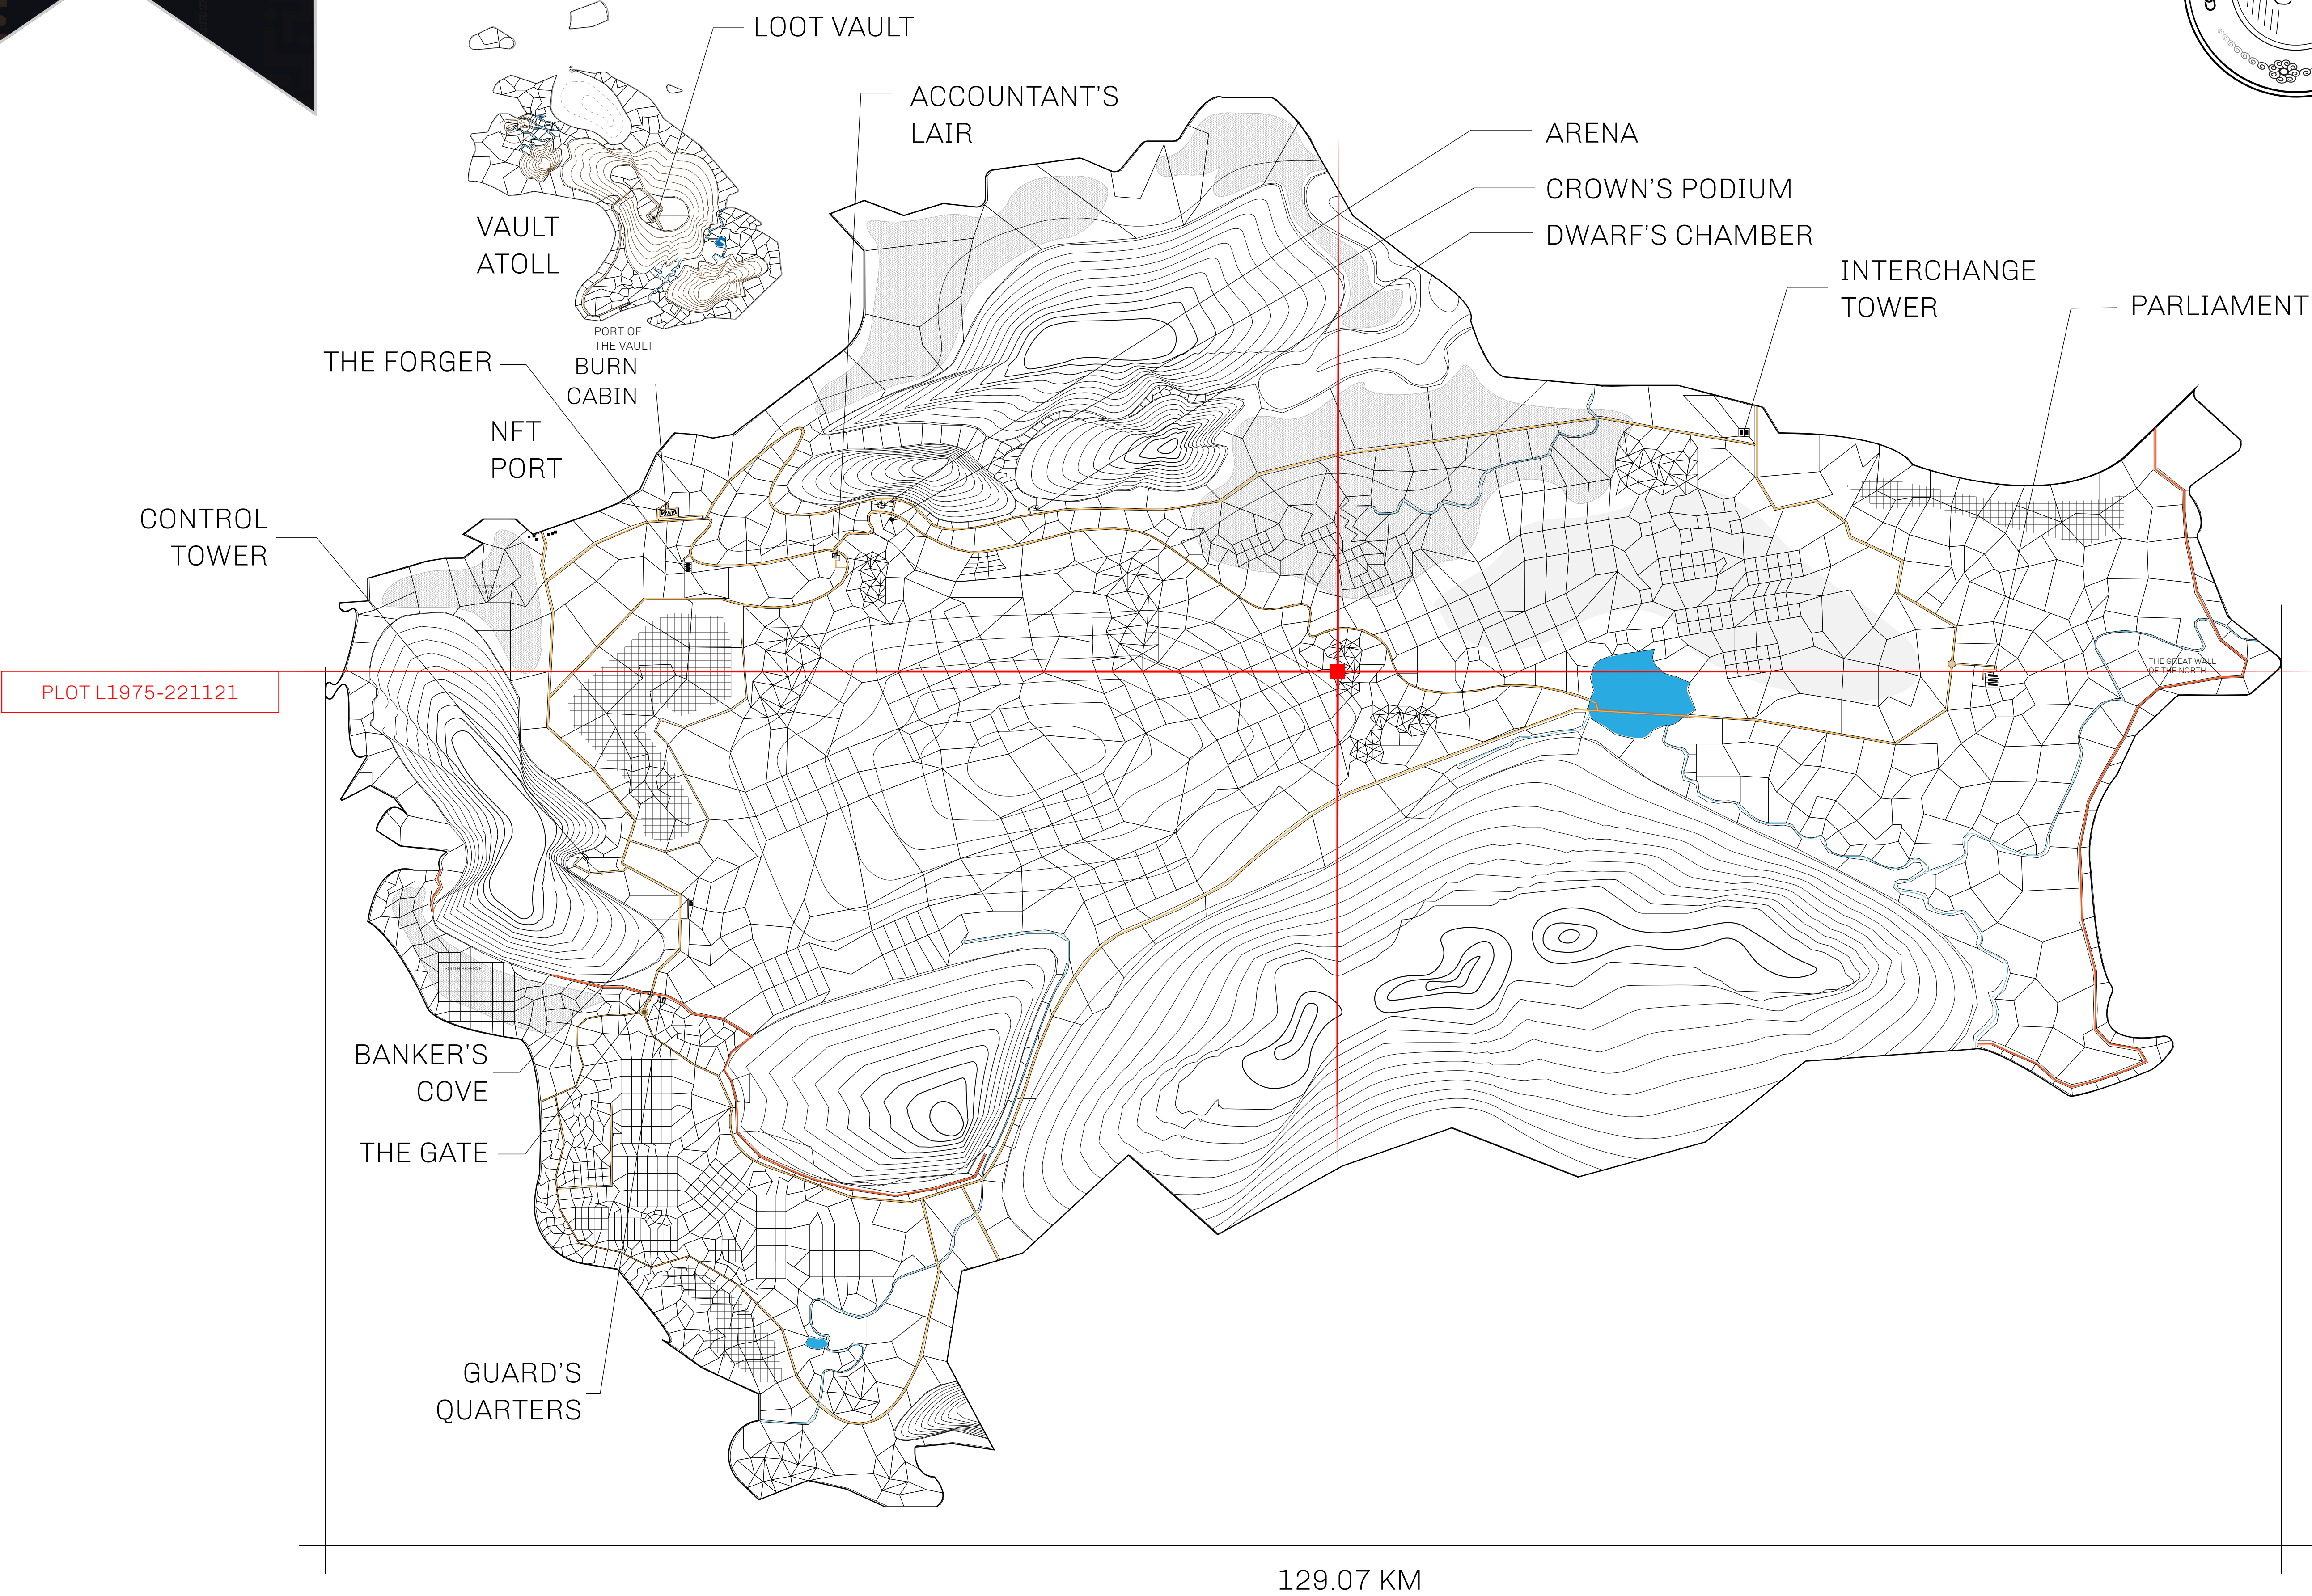 LOOT VAULT
ACCOUNTANT'S
LAIR
ARENA
CROWN'S PODIUM
DWARF'S CHAMBER
INTERCHANGE
TOWER
PARLIAMENT
VAULT
ATOLL
PORT OF
THE VAULT
THE FORGER
BURN
CABIN
NFT
PORT
CONTROL
TOWER
PLOT L1975-221121
THE GREAT WALL
OF THE NORTH
SOUTH RESERVE
BANKER'S
COVE
THE GATE
GUARD'S
QUARTERS
129.07 KM